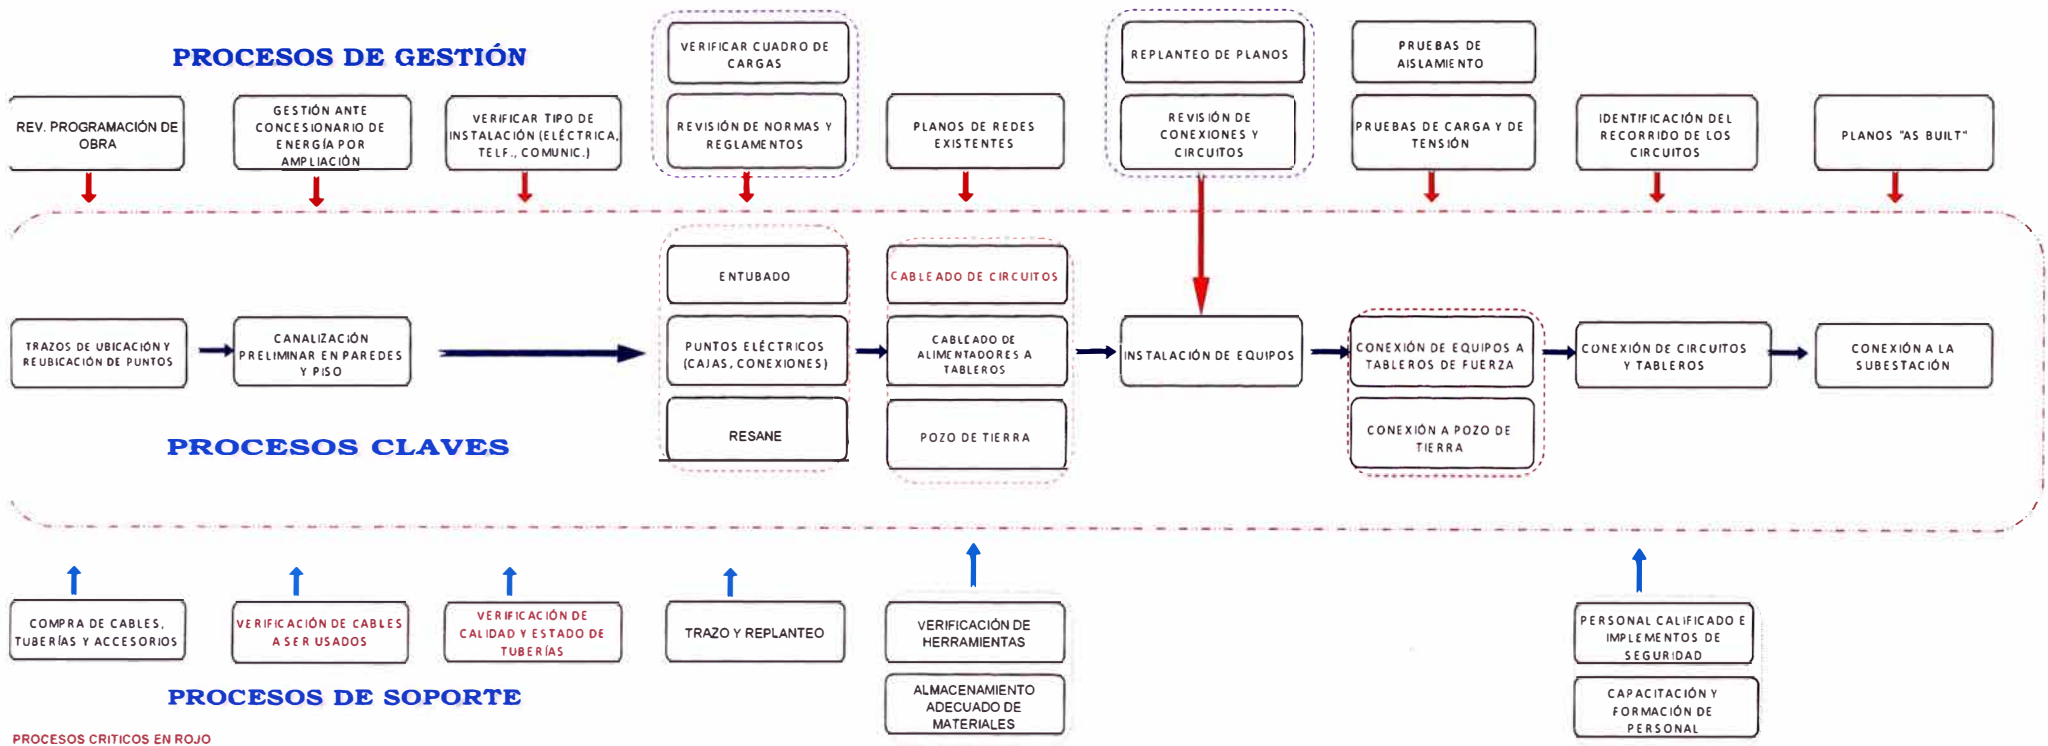 PROCESOS DE GESTIÓN
REV. PROGRAMACIÓN DE
OBRA
GESTIÓN ANTE
CONCESIONARIO DE
ENERGÍA POR
AMPLIACIÓN
VERIFICAR TIPO DE
INSTALACIÓN (ELÉCTRICA,
TELF., COMUNIC.)
VERIFICAR CUADRO DE
CARGAS
REVISIÓN DE NORMAS Y
REGLAMENTOS
PLANOS DE REDES
EXISTENTES
REPLANTEO DE PLANOS
REVISIÓN DE
CONEXIONES Y
CIRCUITOS
PRUEBAS DE
AISLAMIENTO
PRUEBAS DE CARGA Y DE
TENSIÓN
IDENTIFICACIÓN DEL
RECORRIDO DE LOS
CIRCUITOS
PLANOS "AS BUILT"
TRAZOS DE UBICACIÓN Y
REUBICACIÓN DE PUNTOS
CANALIZACIÓN
PRELIMINAR EN PAREDES
Y PISO
ENTUBADO
PUNTOS ELÉCTRICOS
(CAJAS, CONEXIONES)
RESANE
CABLEADO DE CIRCUITOS
CABLEADO DE
ALIMENTADORES A
TABLEROS
POZO DE TIERRA
INSTALACIÓN DE EQUIPOS
CONEXIÓN DE EQUIPOS A
TABLEROS DE FUERZA
CONEXIÓN A POZO DE
TIERRA
CONEXIÓN DE CIRCUITOS
Y TABLEROS
CONEXIÓN A LA
SUBESTACIÓN
PROCESOS CLAVES
COMPRA DE CABLES,
TUBERÍAS Y ACCESORIOS
VERIFICACIÓN DE CABLES
A SER USADOS
VERIFICACIÓN DE
CALIDAD Y ESTADO DE
TUBERÍAS
TRAZO Y REPLANTEO
VERIFICACIÓN DE
HERRAMIENTAS
ALMACENAMIENTO
ADECUADO DE
MATERIALES
PERSONAL CALIFICADO E
IMPLEMENTOS DE
SEGURIDAD
CAPACITACIÓN Y
FORMACIÓN DE
PERSONAL
PROCESOS DE SOPORTE
PROCESOS CRITICOS EN ROJO